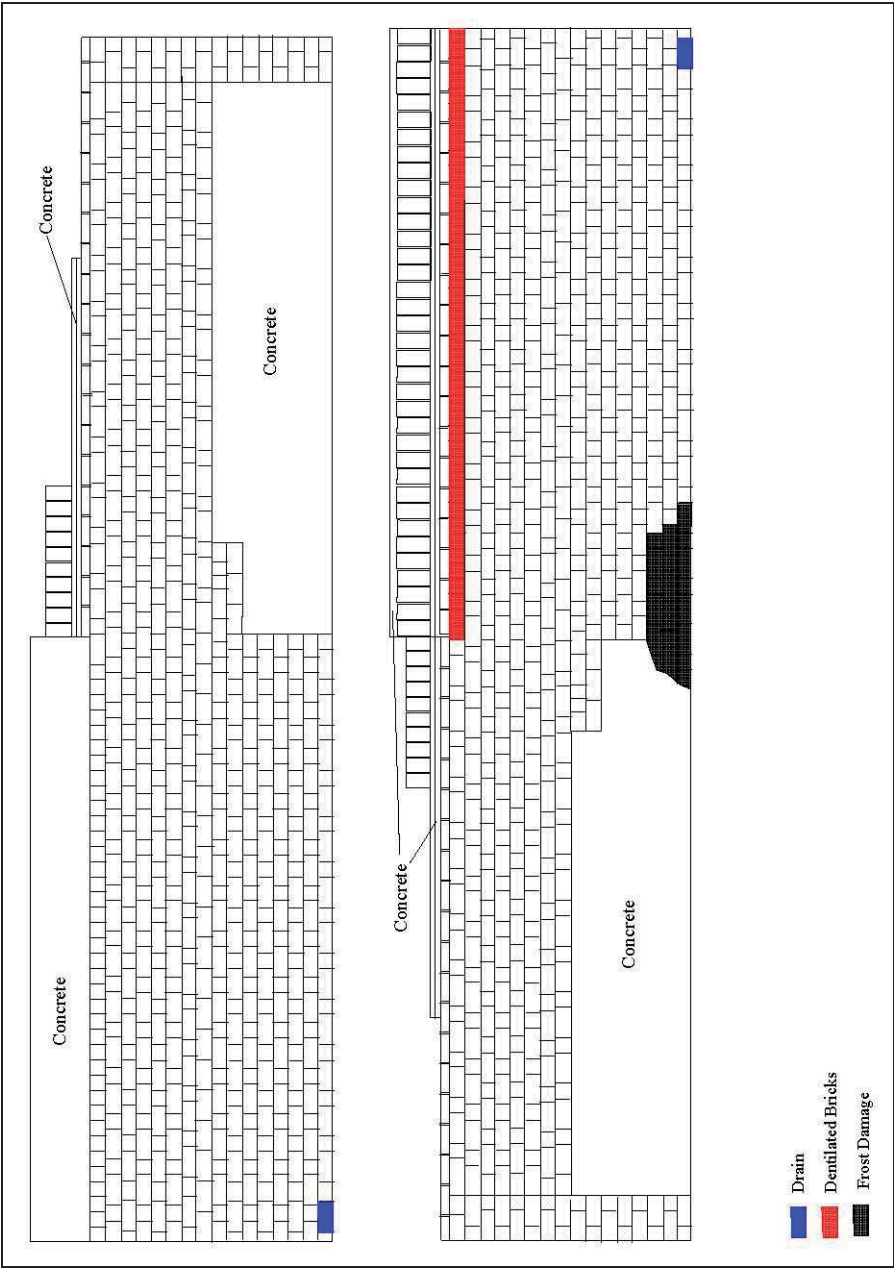 Concrete
Concrete
Concrete
Concrete
Concrete
Drain
Dentilated Bricks
Frost Damage